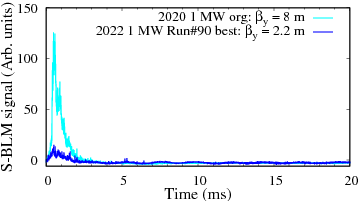 2020 1 MW org: βy = 8 m
2022 1 MW Run#90 best: βy = 2.2 m
S-BLM signal (Arb. units)
150
100
50
0
0 5 10 15 20
Time (ms)